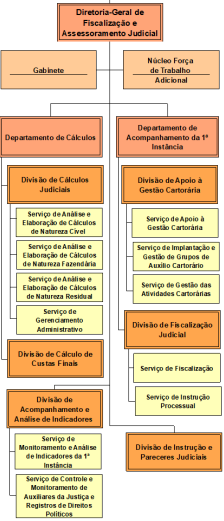 Diretoria-Geral de
Fiscalização e
Assessoramento Judicial
Gabinete
Núcleo Força
de Trabalho
Adicional
Departamento de Cálculos
Departamento de
Acompanhamento da 1ª
Instância
Divisão de Cálculos
Judiciais
Serviço de Análise e
Elaboração de Cálculos
de Natureza Cível
Serviço de Análise e
Elaboração de Cálculos
de Natureza Fazendária
Serviço de Análise e
Elaboração de Cálculos
de Natureza Residual
Serviço de
Gerenciamento
Administrativo
Divisão de Cálculo de
Custas Finais
Divisão de Apoio à
Gestão Cartorária
Serviço de Apoio à
Gestão Cartorária
Serviço de Implantação e
Gestão de Grupos de
Auxílio Cartorário
Serviço de Gestão das
Atividades Cartorárias
Divisão de Fiscalização
Judicial
Serviço de Fiscalização
Serviço de Instrução
Processual
Divisão de
Acompanhamento e
Análise de Indicadores
Serviço de
Monitoramento e Análise
de Indicadores da 1ª
Instância
Serviço de Controle e
Monitoramento de
Auxiliares da Justiça e
Registros de Direitos
Políticos
Divisão de Instrução e
Pareceres Judiciais